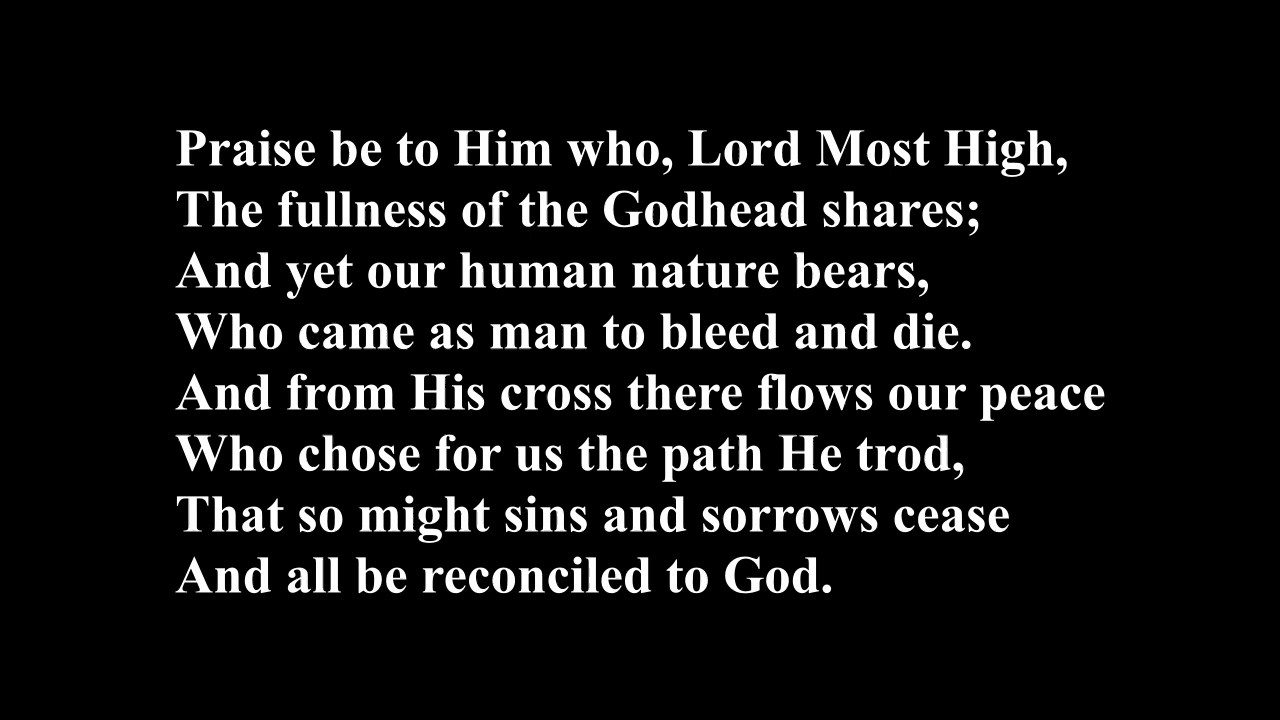 Praise be to Him who, Lord Most High,
The fullness of the Godhead shares;
And yet our human nature bears,
Who came as man to bleed and die.
And from His cross there flows our peace
Who chose for us the path He trod,
That so might sins and sorrows cease
And all be reconciled to God.